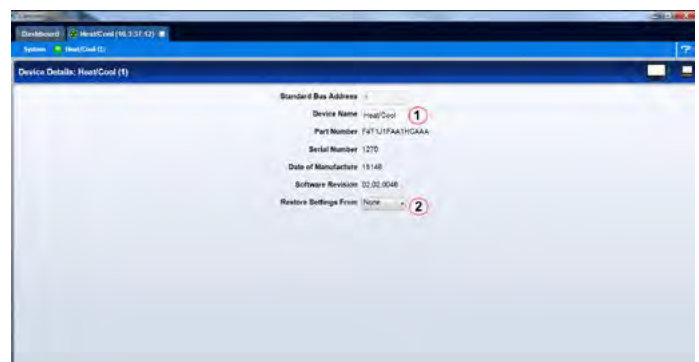 Dashboard Heat/Cool (10.3.37.12)
System Heat/Cool (1)
?
Device Details: Heat/Cool (1)
Standard Bus Address 1
Device Name Heat/Cool 1
Part Number
Serial Number 1270
Date of Manufacture 15148
Software Revision 02.02.0046
Restore Settings From None 2